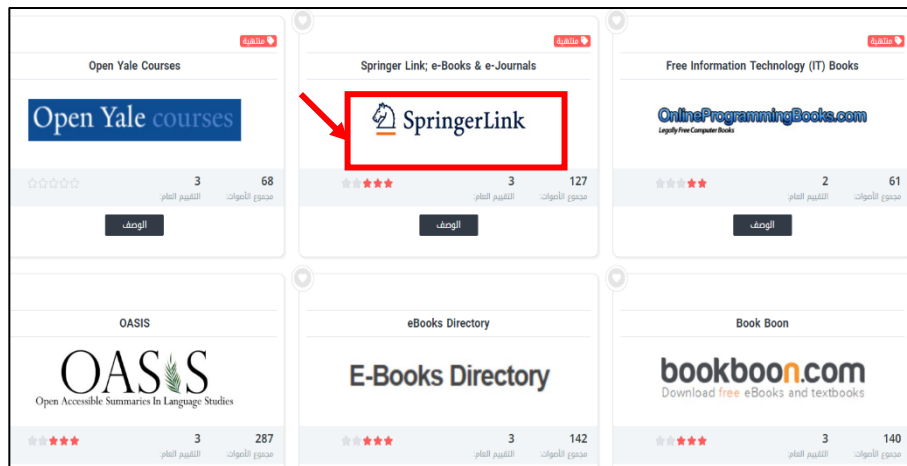 منتهية
Open Yale Courses
Open Yale courses
68
3
مجموع الأصوات:
التقييم العام:
الوصف
منتهية
Springer Link; e-Books & e-Journals
SpringerLink
127
3
مجموع الأصوات:
التقييم العام:
الوصف
منتهية
Free Information Technology (IT) Books
OnlineProgrammingBooks.com
Legally Free Computer Books
61
2
مجموع الأصوات:
التقييم العام:
الوصف
OASIS
OASIS
Open Accessible Summaries In Language Studies
287
3
مجموع الأصوات:
التقييم العام:
eBooks Directory
E-Books Directory
142
3
مجموع الأصوات:
التقييم العام:
Book Boon
bookboon.com
Download free eBooks and textbooks
140
3
مجموع الأصوات:
التقييم العام: